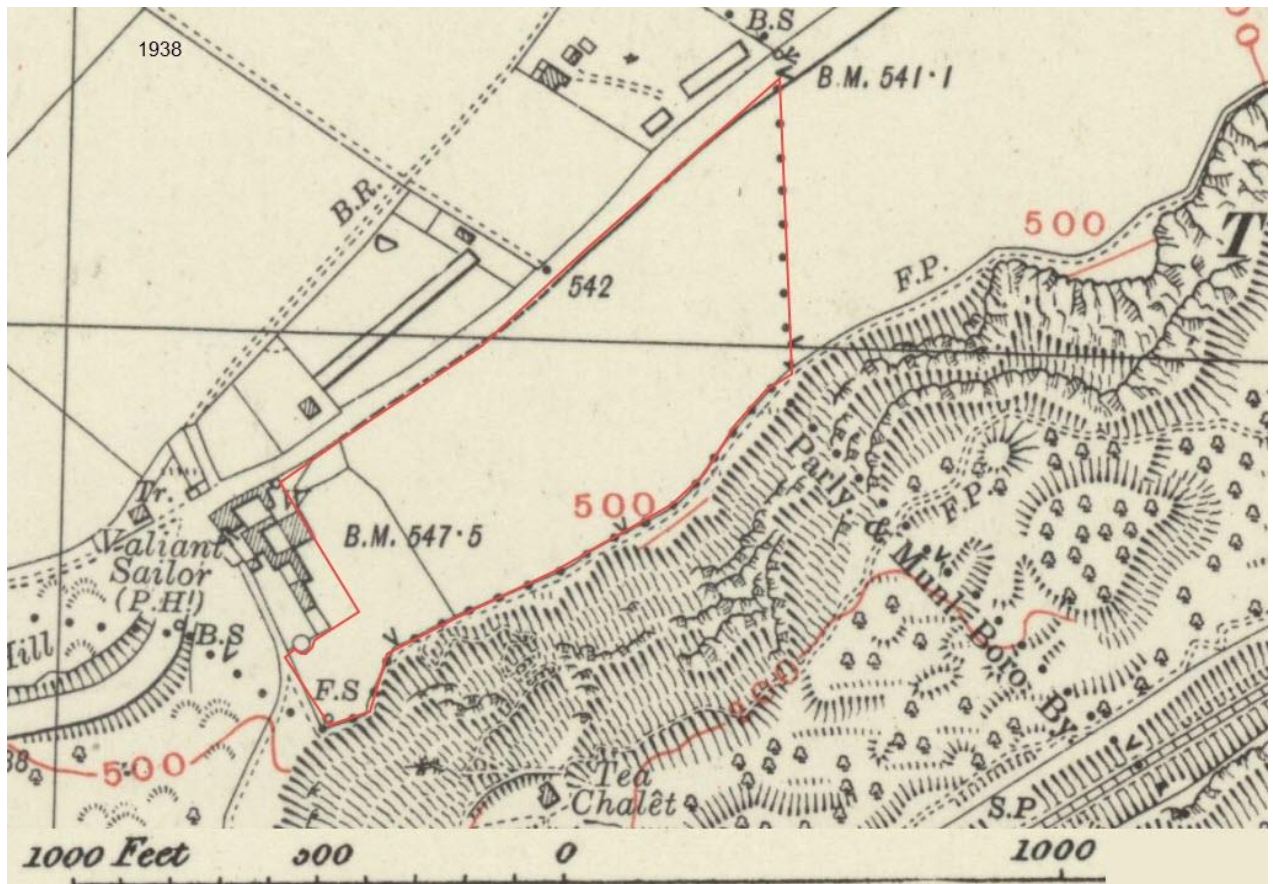 1938
B.S
B.M. 541·1
B.R.
500
T
F.P.
542
500
Tr.
B.M. 547·5
Valiant
Sailor
(P.H.)
Hill
B.S
F.S
Parly. & Munl. Boro By
F.P.
400
500
Tea
Chalêt
S.P
1000 Feet 500 0 1000